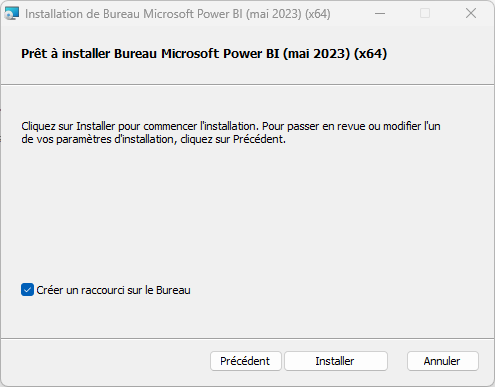 Installation de Bureau Microsoft Power BI (mai 2023) (x64)
Prêt à installer Bureau Microsoft Power BI (mai 2023) (x64)
Cliquez sur Installer pour commencer l'installation. Pour passer en revue ou modifier l'un
de vos paramètres d'installation, cliquez sur Précédent.
Créer un raccourci sur le Bureau
Précédent
Installer
Annuler